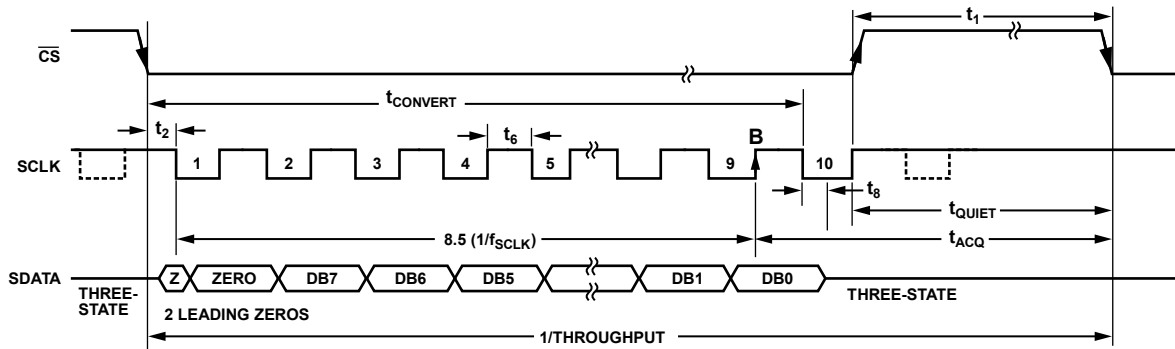 t1
CS
tCONVERT
t2
t6
B
SCLK
1
2
3
4
5
9
10
t8
tQUIET
8.5 (1/fSCLK)
tACQ
SDATA
Z
ZERO
DB7
DB6
DB5
DB1
DB0
THREE-
STATE
THREE-STATE
2 LEADING ZEROS
1/THROUGHPUT